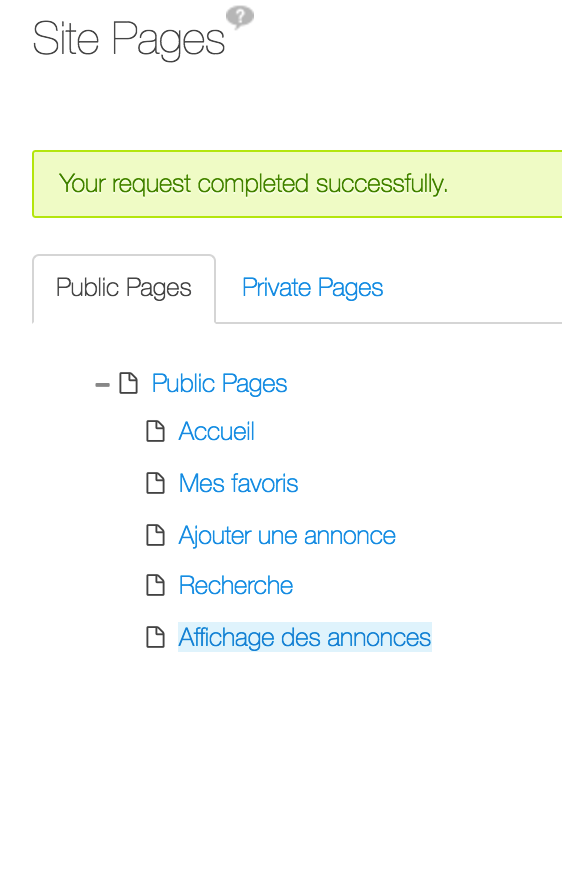 Site Pages ?
Your request completed successfully.
Public Pages Private Pages
Public Pages
Accueil
Mes favoris
Ajouter une annonce
Recherche
Affichage des annonces